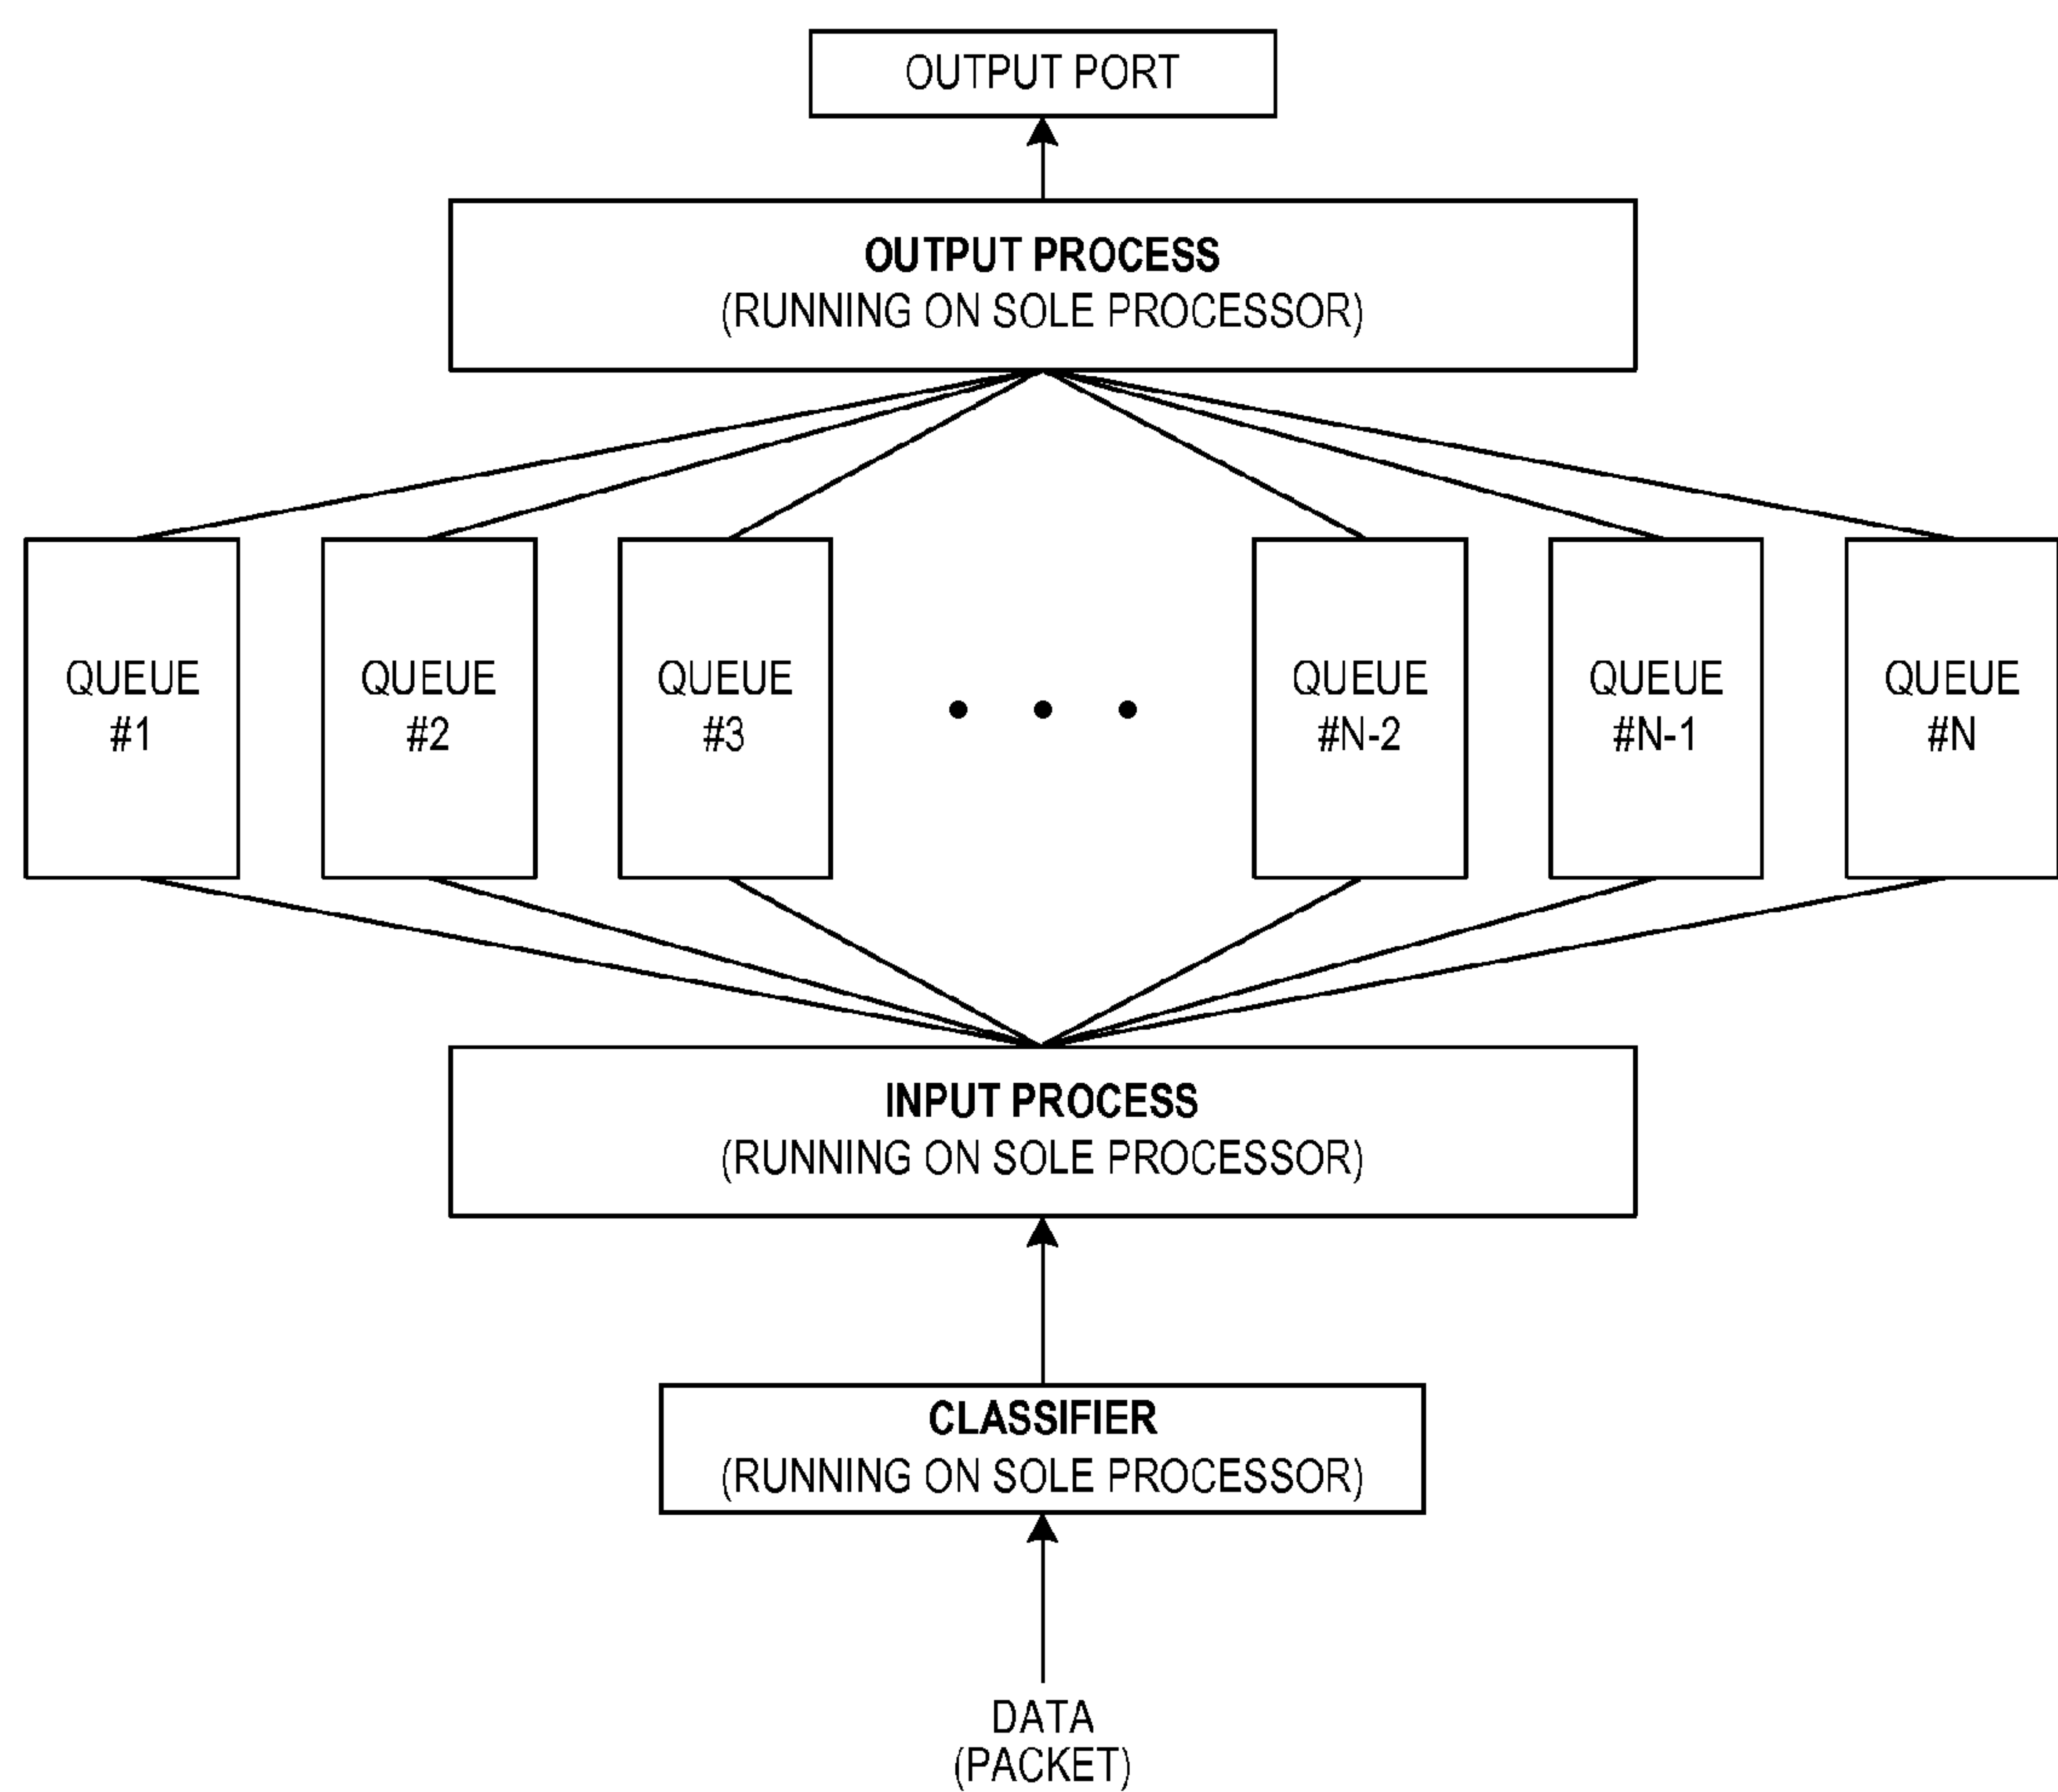 OUTPUT PORT
OUTPUT PROCESS
(RUNNING ON SOLE PROCESSOR)
QUEUE
#1
QUEUE
#2
QUEUE
#3
QUEUE
#N-2
QUEUE
#N-1
QUEUE
#N
INPUT PROCESS
(RUNNING ON SOLE PROCESSOR)
CLASSIFIER
(RUNNING ON SOLE PROCESSOR)
DATA
(PACKET)